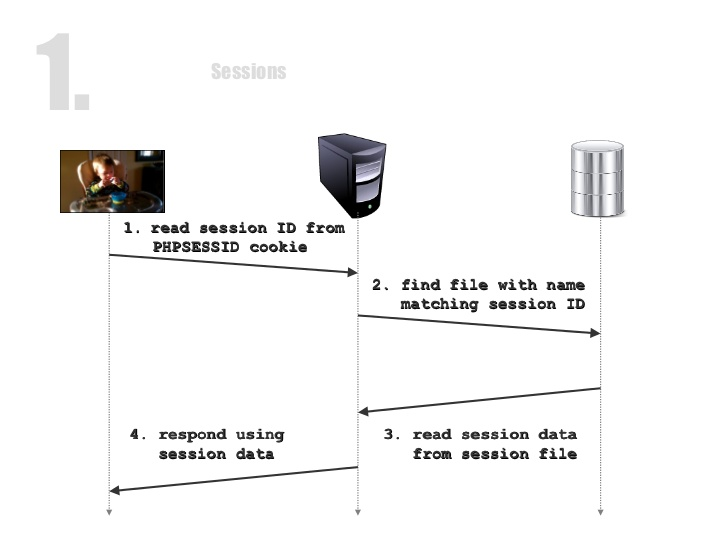 1.
Sessions
1. read session ID from
PHPSESSID cookie
2. find file with name
matching session ID
4. respond using
session data
3. read session data
from session file